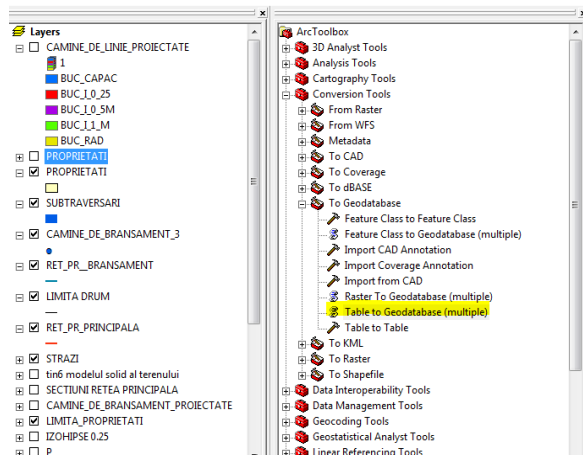 Layers
CAMINE_DE_LINIE_PROIECTATE
1
BUC_CAPAC
BUC_I_0_25
BUC_I_0_5M
BUC_I_1_M
BUC_RAD
PROPRIETATI
PROPRIETATI
SUBTRAVERSARI
CAMINE_DE_BRANSAMENT_3
RET_PR__BRANSAMENT
LIMITA DRUM
RET_PR_PRINCIPALA
STRAZI
tin6 modelul solid al terenului
SECTIUNI RETEA PRINCIPALA
CAMINE_DE_BRANSAMENT_PROIECTATE
LIMITA_PROPRIETATI
IZOHIPSE 0.25
P
ArcToolbox
3D Analyst Tools
Analysis Tools
Cartography Tools
Conversion Tools
From Raster
From WFS
Metadata
To CAD
To Coverage
To dBASE
To Geodatabase
Feature Class to Feature Class
Feature Class to Geodatabase (multiple)
Import CAD Annotation
Import Coverage Annotation
Import from CAD
Raster To Geodatabase (multiple)
Table to Geodatabase (multiple)
Table to Table
To KML
To Raster
To Shapefile
Data Interoperability Tools
Data Management Tools
Geocoding Tools
Geostatistical Analyst Tools
Linear Referencing Tools